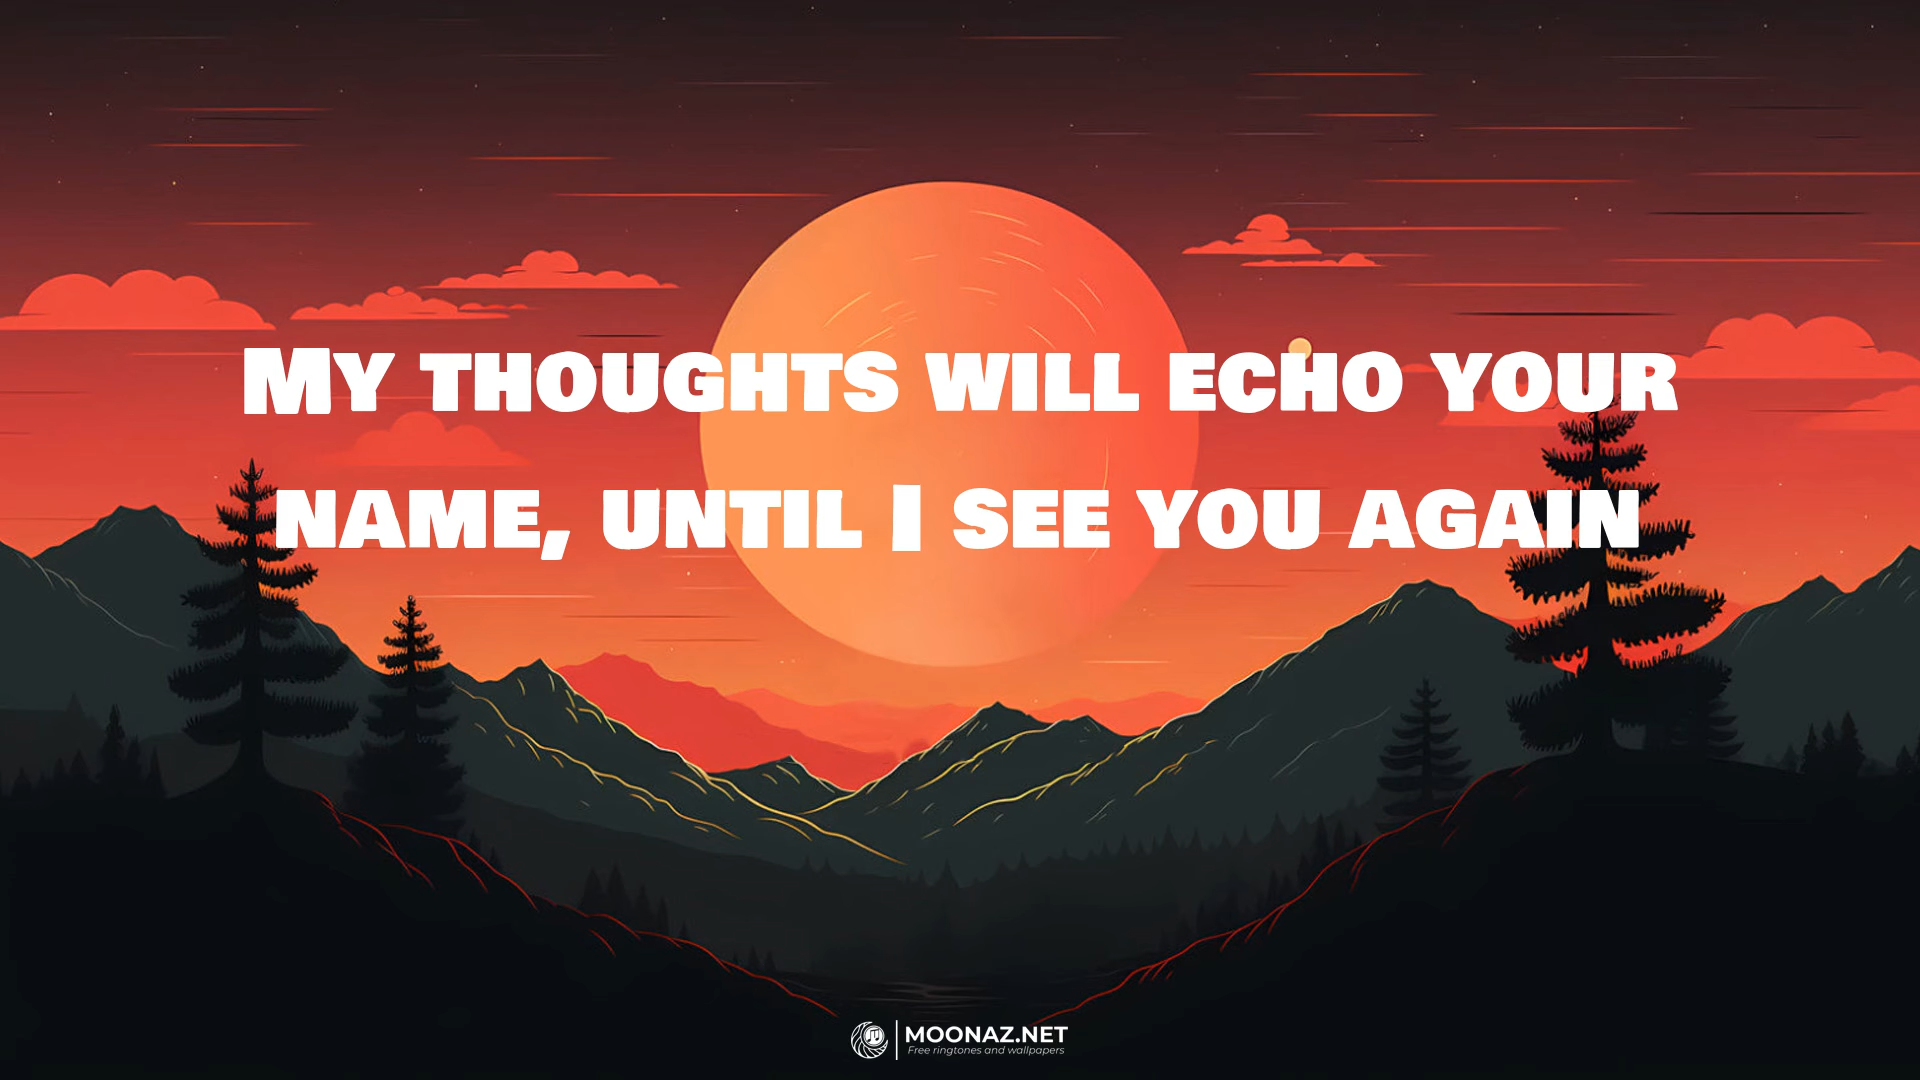 My thoughts will echo your
name, until I see you again
MOONAZ.NET
Free ringtones and wallpapers